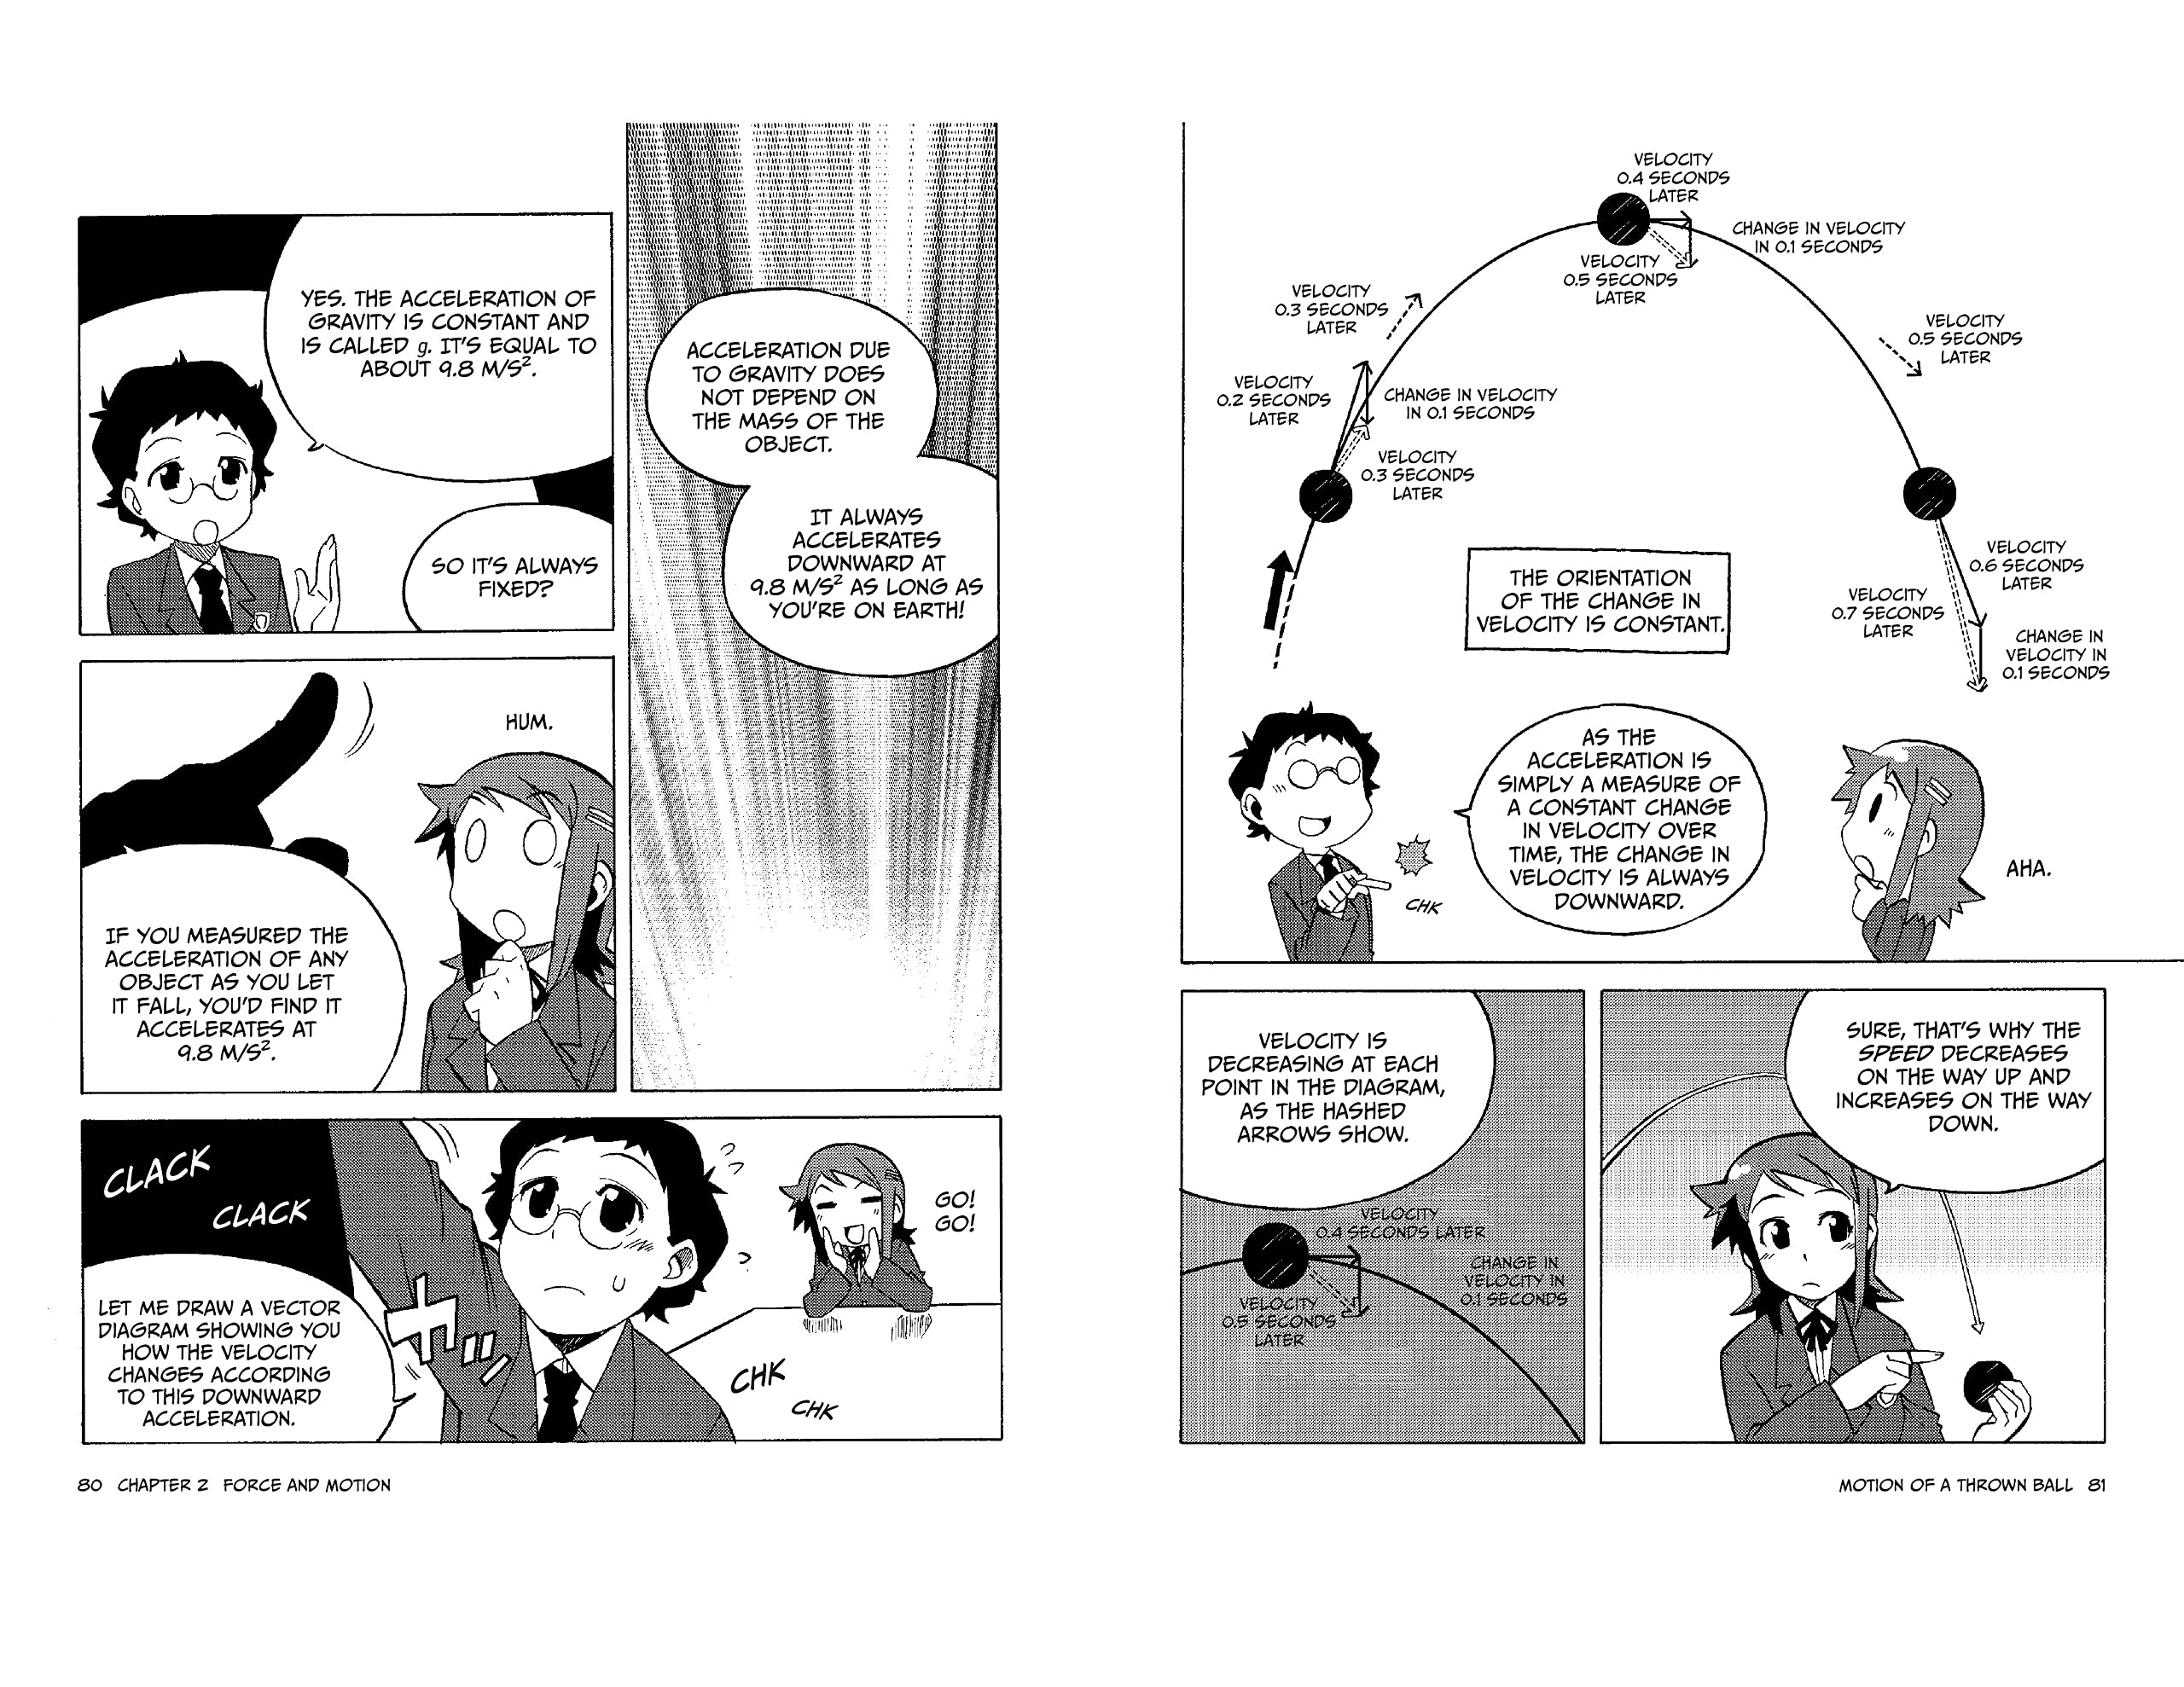 YES. THE ACCELERATION OF
GRAVITY IS CONSTANT AND
IS CALLED g. IT'S EQUAL TO
ABOUT 9.8 M/S².
SO IT'S ALWAYS
FIXED?
ACCELERATION DUE
TO GRAVITY DOES
NOT DEPEND ON
THE MASS OF THE
OBJECT.
IT ALWAYS
ACCELERATES
DOWNWARD AT
9.8 M/S² AS LONG AS
YOU'RE ON EARTH!
HUM.
IF YOU MEASURED THE
ACCELERATION OF ANY
OBJECT AS YOU LET
IT FALL, YOU'D FIND IT
ACCELERATES AT
9.8 M/S².
CLACK
CLACK
LET ME DRAW A VECTOR
DIAGRAM SHOWING YOU
HOW THE VELOCITY
CHANGES ACCORDING
TO THIS DOWNWARD
ACCELERATION.
カッ
GO!
GO!
CHK
CHK
80 CHAPTER 2 FORCE AND MOTION
VELOCITY
0.4 SECONDS
LATER
CHANGE IN VELOCITY
IN 0.1 SECONDS
VELOCITY
0.5 SECONDS
LATER
VELOCITY
0.3 SECONDS
LATER
VELOCITY
0.5 SECONDS
LATER
VELOCITY
0.2 SECONDS
LATER
CHANGE IN VELOCITY
IN 0.1 SECONDS
VELOCITY
0.3 SECONDS
LATER
VELOCITY
0.6 SECONDS
LATER
VELOCITY
0.7 SECONDS
LATER
CHANGE IN
VELOCITY IN
0.1 SECONDS
THE ORIENTATION
OF THE CHANGE IN
VELOCITY IS CONSTANT.
AS THE
ACCELERATION IS
SIMPLY A MEASURE OF
A CONSTANT CHANGE
IN VELOCITY OVER
TIME, THE CHANGE IN
VELOCITY IS ALWAYS
DOWNWARD.
CHK
AHA.
VELOCITY IS
DECREASING AT EACH
POINT IN THE DIAGRAM,
AS THE HASHED
ARROWS SHOW.
VELOCITY
0.4 SECONDS LATER
CHANGE IN
VELOCITY IN
0.1 SECONDS
VELOCITY
0.5 SECONDS
LATER
SURE, THAT'S WHY THE
SPEED DECREASES
ON THE WAY UP AND
INCREASES ON THE WAY
DOWN.
MOTION OF A THROWN BALL 81